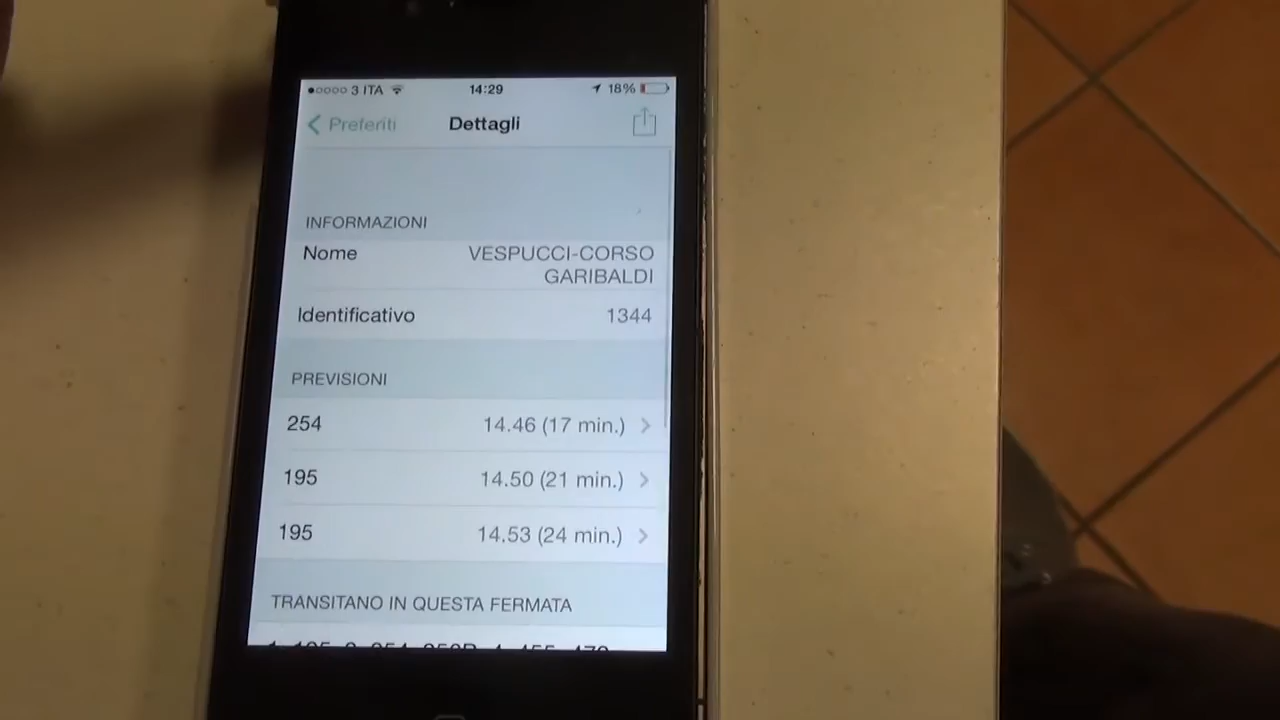 3 ITA 14:29 18%
Preferiti Dettagli
INFORMAZIONI
Nome VESPUCCI-CORSO
GARIBALDI
Identificativo 1344
PREVISIONI
254 14.46 (17 min.)
195 14.50 (21 min.)
195 14.53 (24 min.)
TRANSITANO IN QUESTA FERMATA